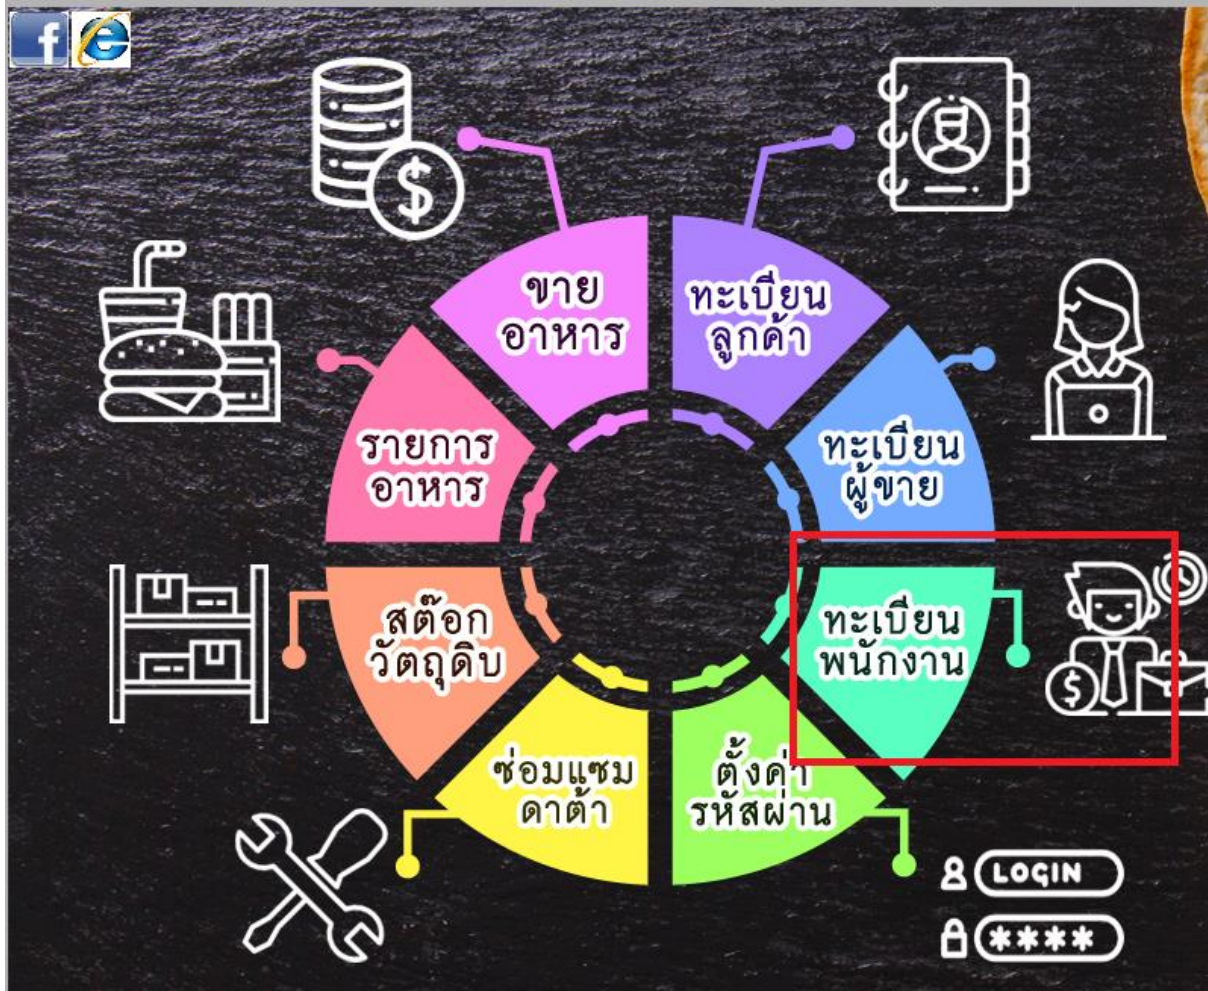 f
e
$
ขาย
อาหาร
ทะเบียน
ลูกค้า
รายการ
อาหาร
ทะเบียน
ผู้ขาย
สต๊อก
วัตถุดิบ
ทะเบียน
พนักงาน
$
ซ่อมแซม
ดาต้า
ตั้งค่า
รหัสผ่าน
LOGIN
****